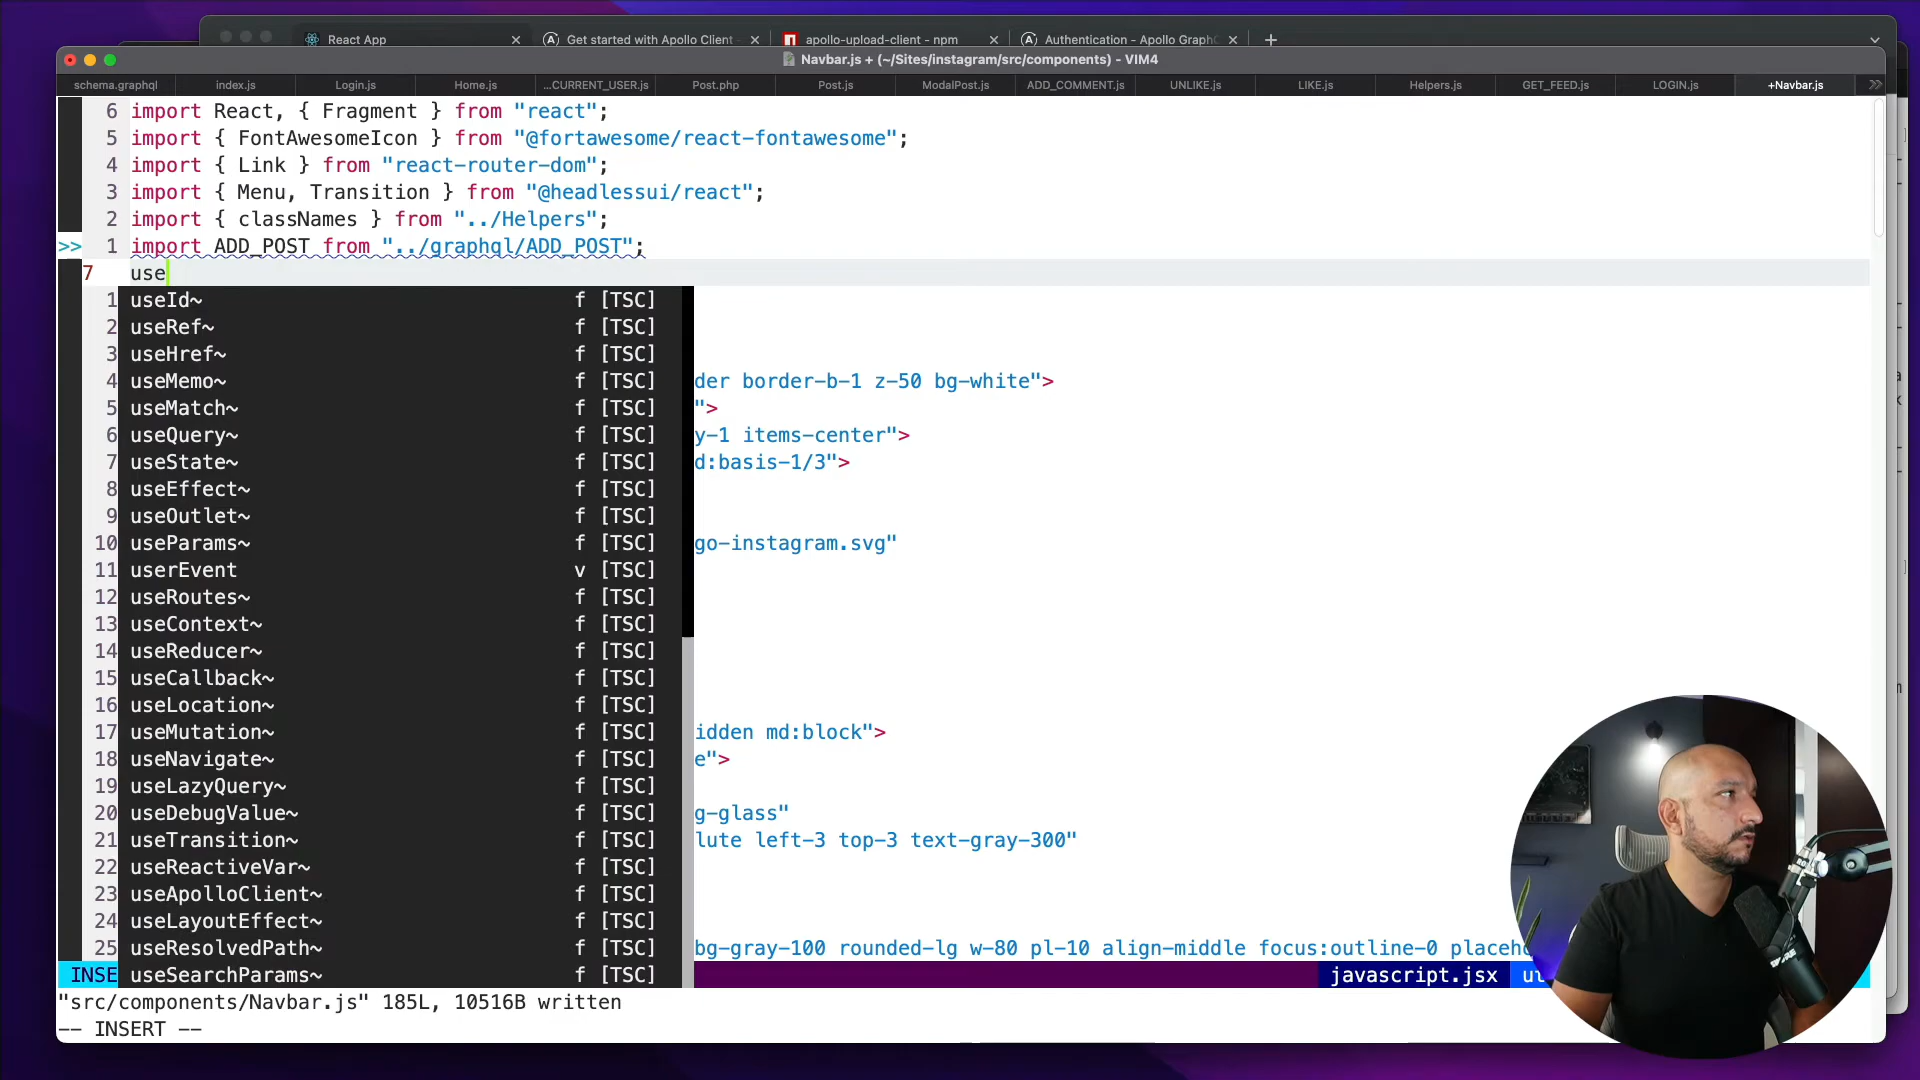 React App
Get started with Apollo Client -
apollo-upload-client - npm
Authentication - Apollo GraphQ
Navbar.js + (~/Sites/instagram/src/components) - VIM4
schema.graphql
index.js
Login.js
Home.js
...CURRENT_USER.js
Post.php
Post.js
ModalPost.js
ADD_COMMENT.js
UNLIKE.js
LIKE.js
Helpers.js
GET_FEED.js
LOGIN.js
+Navbar.js
6 import React, { Fragment } from "react";
5 import { FontAwesomeIcon } from "@fortawesome/react-fontawesome";
4 import { Link } from "react-router-dom";
3 import { Menu, Transition } from "@headlessui/react";
2 import { classNames } from "../Helpers";
>> 1 import ADD_POST from "../graphql/ADD_POST";
7 use
1 useId~ f [TSC]
2 useRef~ f [TSC]
3 useHref~ f [TSC]
4 useMemo~ f [TSC] der border-b-1 z-50 bg-white">
5 useMatch~ f [TSC] ">
6 useQuery~ f [TSC] y-1 items-center">
7 useState~ f [TSC] d:basis-1/3">
8 useEffect~ f [TSC]
9 useOutlet~ f [TSC]
10 useParams~ f [TSC] go-instagram.svg"
11 userEvent v [TSC]
12 useRoutes~ f [TSC]
13 useContext~ f [TSC]
14 useReducer~ f [TSC]
15 useCallback~ f [TSC]
16 useLocation~ f [TSC]
17 useMutation~ f [TSC] idden md:block">
18 useNavigate~ f [TSC] e">
19 useLazyQuery~ f [TSC]
20 useDebugValue~ f [TSC] g-glass"
21 useTransition~ f [TSC] lute left-3 top-3 text-gray-300"
22 useReactiveVar~ f [TSC]
23 useApolloClient~ f [TSC]
24 useLayoutEffect~ f [TSC]
25 useResolvedPath~ f [TSC] bg-gray-100 rounded-lg w-80 pl-10 align-middle focus:outline-0 placeho
INSE useSearchParams~ f [TSC] javascript.jsx ut
"src/components/Navbar.js" 185L, 10516B written
-- INSERT --